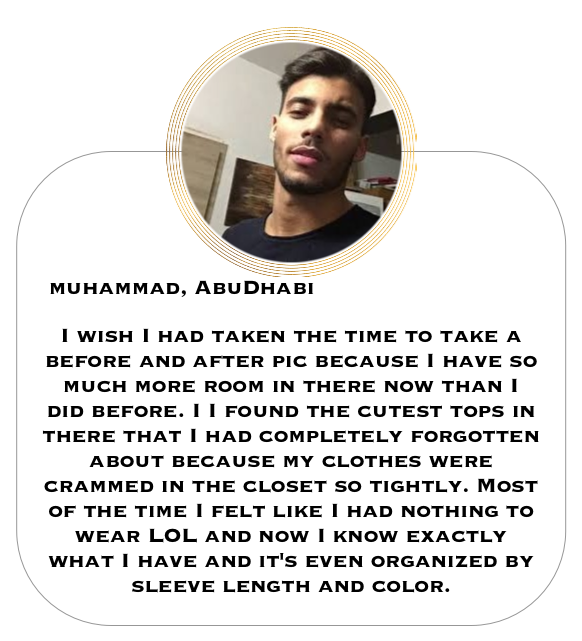 muhammad, AbuDhabi
I wish I had taken the time to take a
before and after pic because I have so
much more room in there now than I
did before. I I found the cutest tops in
there that I had completely forgotten
about because my clothes were
crammed in the closet so tightly. Most
of the time I felt like I had nothing to
wear LOL and now I know exactly
what I have and it's even organized by
sleeve length and color.